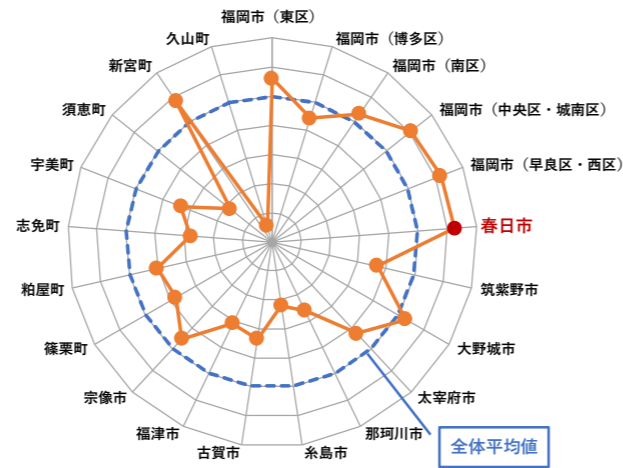 福岡市（東区）
福岡市（博多区）
福岡市（南区）
福岡市（中央区・城南区）
福岡市（早良区・西区）
春日市
筑紫野市
大野城市
太宰府市
那珂川市
糸島市
古賀市
福津市
宗像市
篠栗町
粕屋町
志免町
宇美町
須恵町
新宮町
久山町
全体平均値